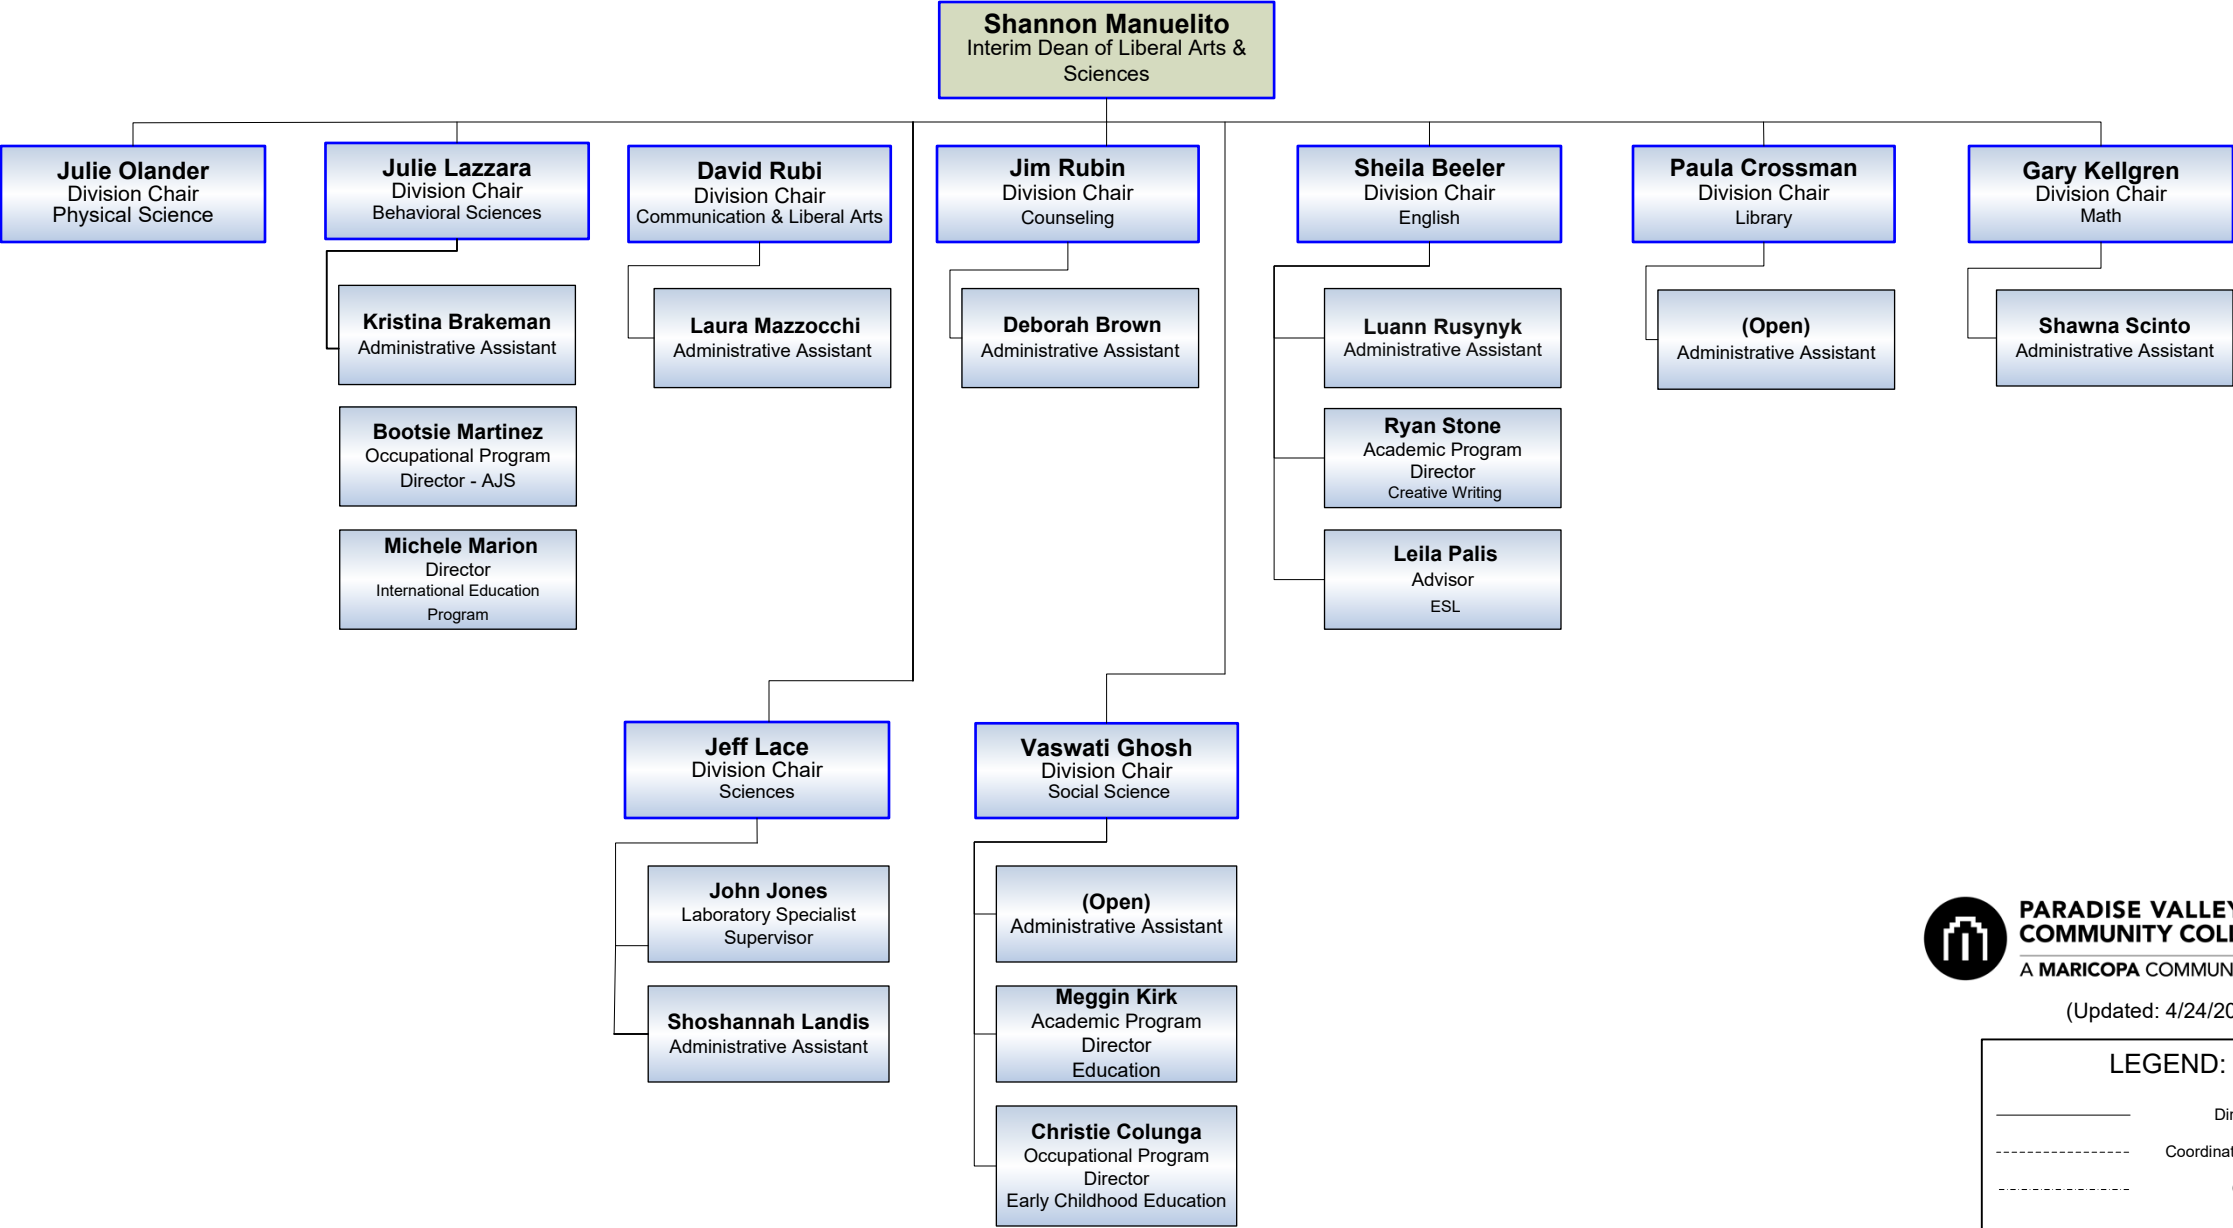 Shannon Manuelito
Interim Dean of Liberal Arts &
Sciences
Julie Olander
Division Chair
Physical Science
Julie Lazzara
Division Chair
Behavioral Sciences
David Rubi
Division Chair
Communication & Liberal Arts
Jim Rubin
Division Chair
Counseling
Sheila Beeler
Division Chair
English
Paula Crossman
Division Chair
Library
Gary Kellgren
Division Chair
Math
Kristina Brakeman
Administrative Assistant
Bootsie Martinez
Occupational Program
Director - AJS
Michele Marion
Director
International Education
Program
Laura Mazzocchi
Administrative Assistant
Deborah Brown
Administrative Assistant
Luann Rusynyk
Administrative Assistant
Ryan Stone
Academic Program
Director
Creative Writing
Leila Palis
Advisor
ESL
(Open)
Administrative Assistant
Shawna Scinto
Administrative Assistant
Jeff Lace
Division Chair
Sciences
John Jones
Laboratory Specialist
Supervisor
Shoshannah Landis
Administrative Assistant
Vaswati Ghosh
Division Chair
Social Science
(Open)
Administrative Assistant
Meggin Kirk
Academic Program
Director
Education
Christie Colunga
Occupational Program
Director
Early Childhood Education
PARADISE VALLEY
COMMUNITY
A MARICOPA
(Updated:
LEGEND: